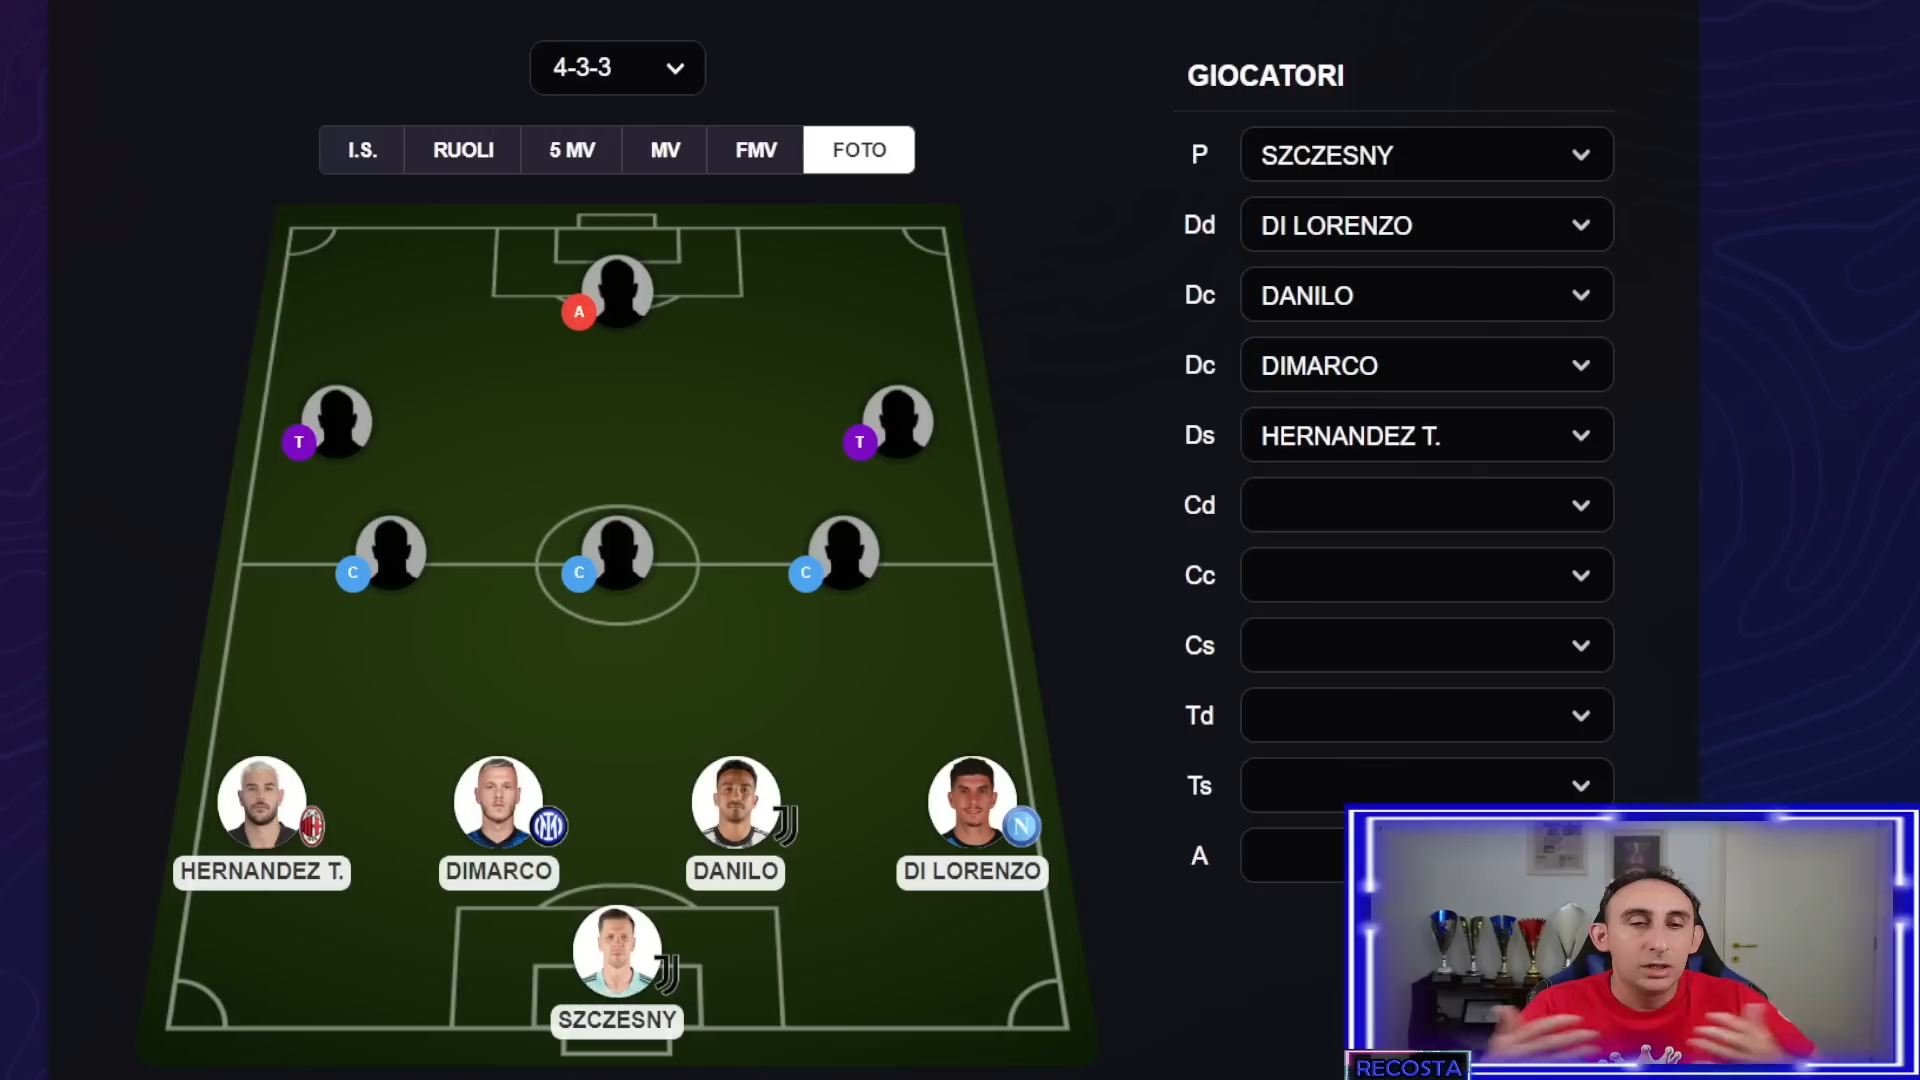 4-3-3
I.S. RUOLI 5 MV MV FMV FOTO
A
T T
C C C
HERNANDEZ T. DIMARCO DANILO DI LORENZO
N
SZCZESNY
GIOCATORI
P SZCZESNY
Dd DI LORENZO
Dc DANILO
Dc DIMARCO
Ds HERNANDEZ T.
Cd
Cc
Cs
Td
Ts
A
RECOSTA